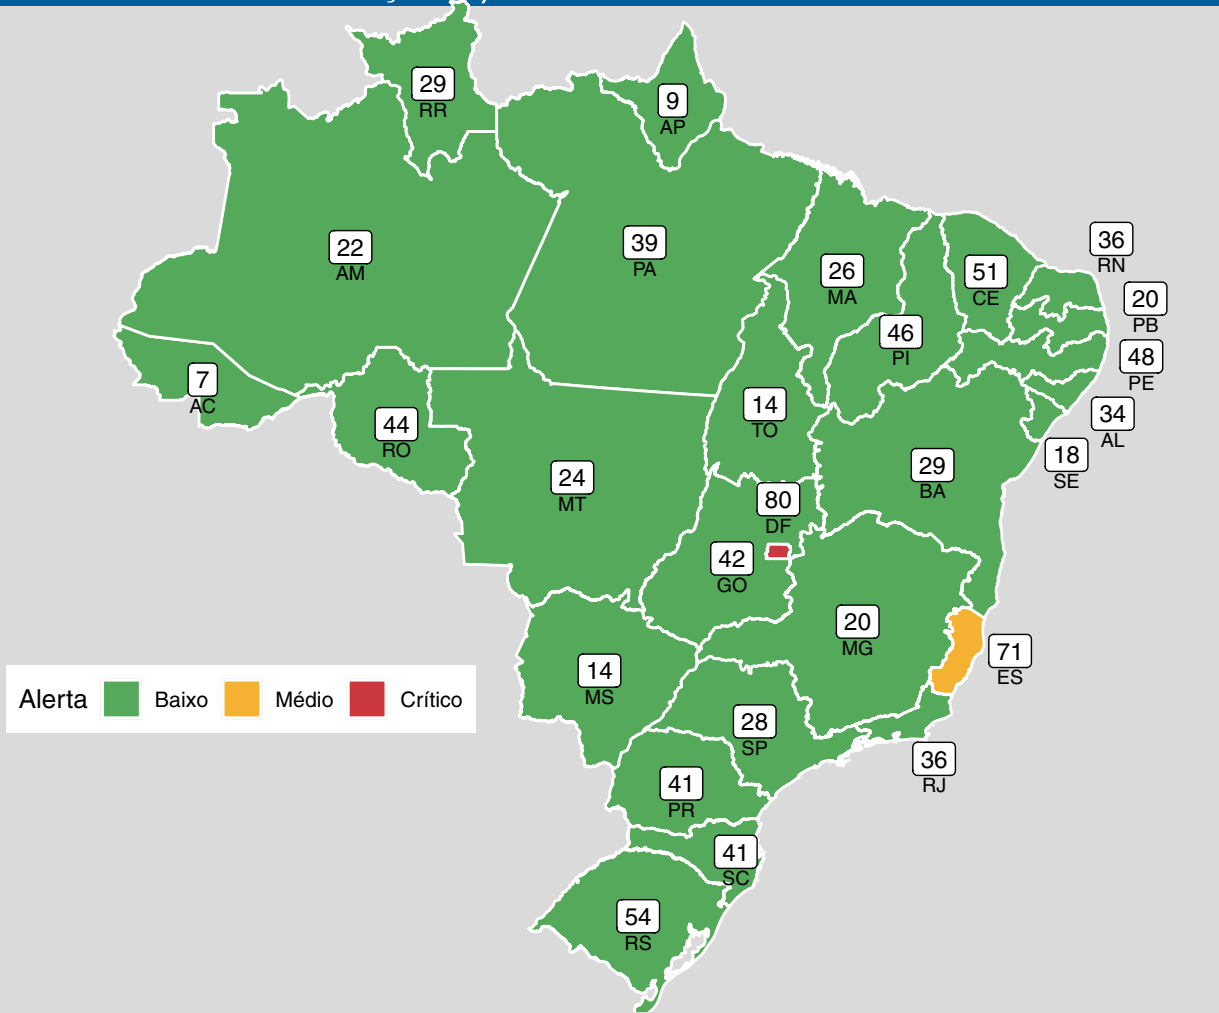 29
RR
9
AP
22
AM
39
PA
26
MA
51
CE
36
RN
20
PB
46
PI
48
PE
7
AC
44
RO
14
TO
34
AL
18
SE
29
BA
24
MT
80
DF
42
GO
20
MG
71
ES
14
MS
Alerta Baixo Médio Crítico
28
SP
36
RJ
41
PR
41
SC
54
RS